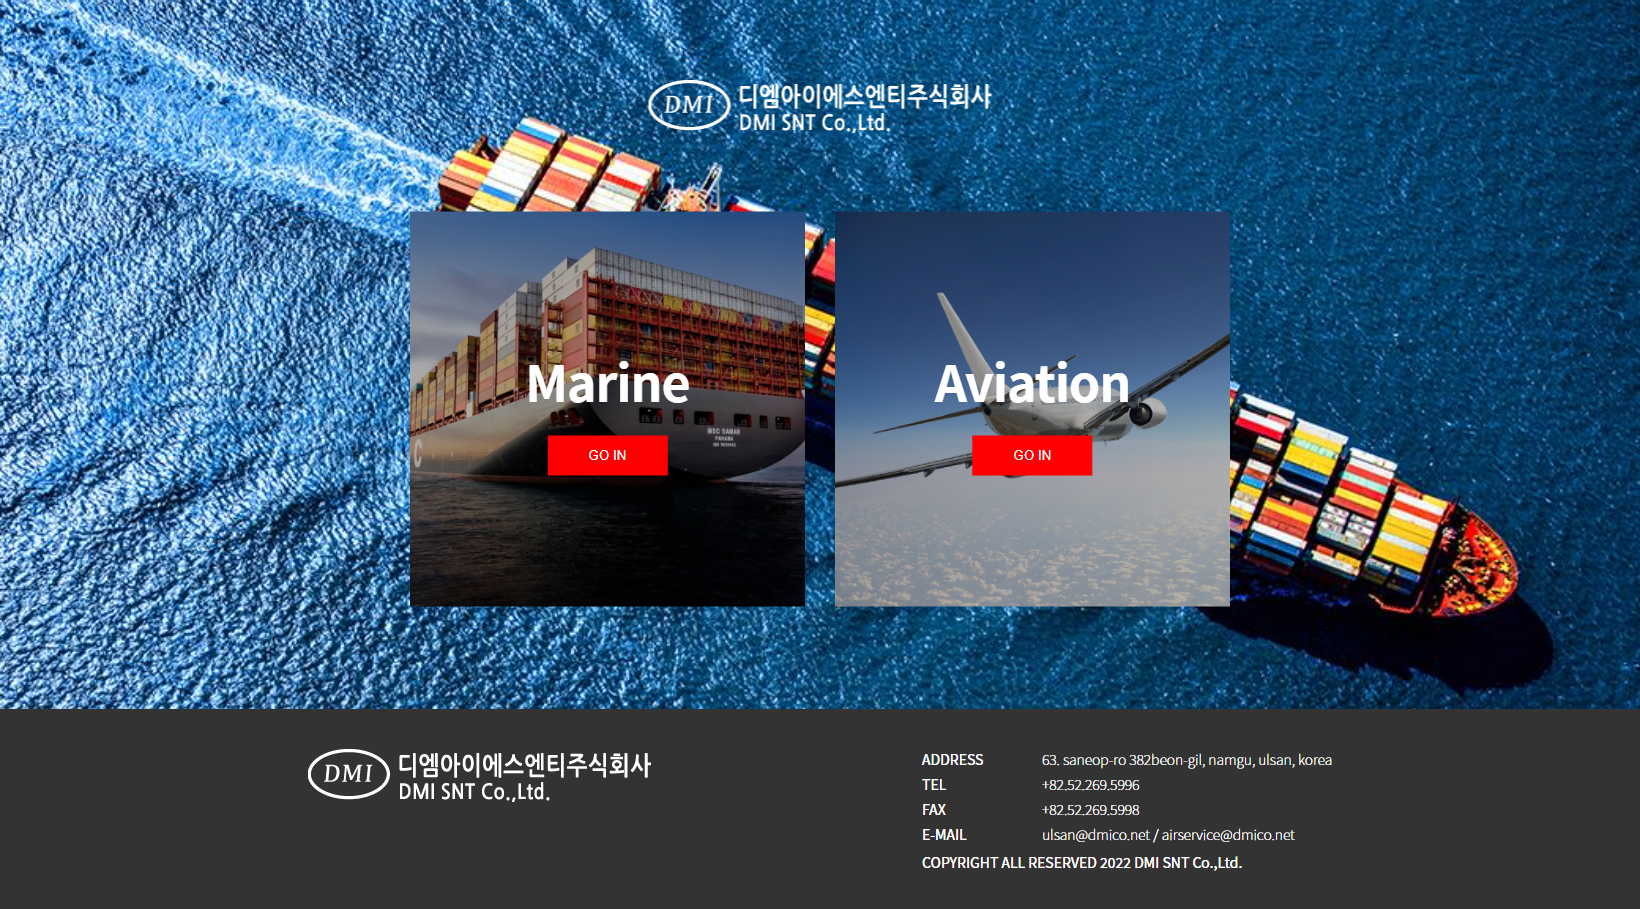 DMI 디엠아이에스엔티주식회사
DMI SNT Co.,Ltd.
Marine
MSC SAMAR
PANAMA
GO IN
Aviation
GO IN
DMI 디엠아이에스엔티주식회사
DMI SNT Co.,Ltd.
ADDRESS 63. saneop-ro 382beon-gil, namgu, ulsan, korea
TEL +82.52.269.5996
FAX +82.52.269.5998
E-MAIL ulsan@dmico.net / airservice@dmico.net
COPYRIGHT ALL RESERVED 2022 DMI SNT Co.,Ltd.